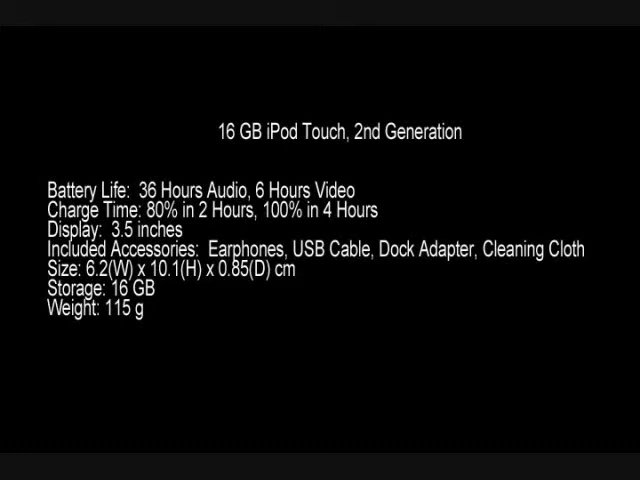 16 GB iPod Touch, 2nd Generation
Battery Life:  36 Hours Audio, 6 Hours Video
Charge Time: 80% in 2 Hours, 100% in 4 Hours
Display:  3.5 inches
Included Accessories:  Earphones, USB Cable, Dock Adapter, Cleaning Cloth
Size: 6.2(W) x 10.1(H) x 0.85(D) cm
Storage: 16 GB
Weight: 115 g